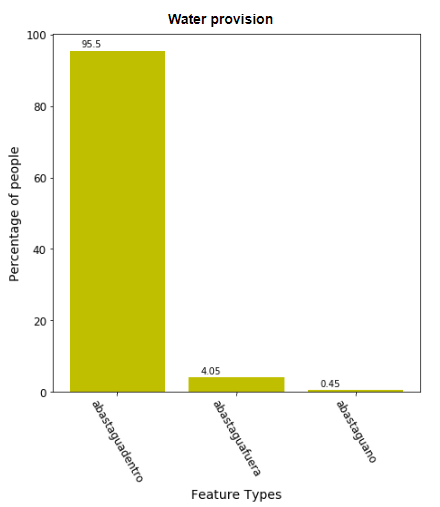 Water provision
100
80
60
40
20
0
Percentage of people
95.5
4.05
0.45
abastaguadentro
abastaguafuera
abastaguano
Feature Types